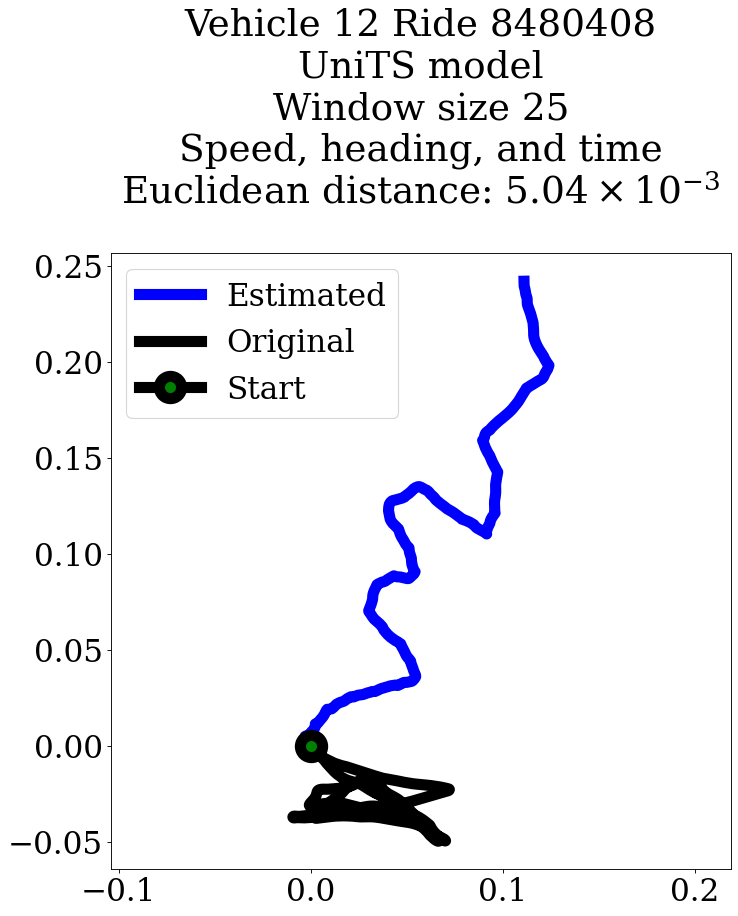 Vehicle 12 Ride 8480408
UniTS model
Window size 25
Speed, heading, and time
Euclidean distance: 5.04 × 10⁻³
0.25
0.20
0.15
0.10
0.05
0.00
−0.05
Estimated
Original
Start
−0.1
0.0
0.1
0.2